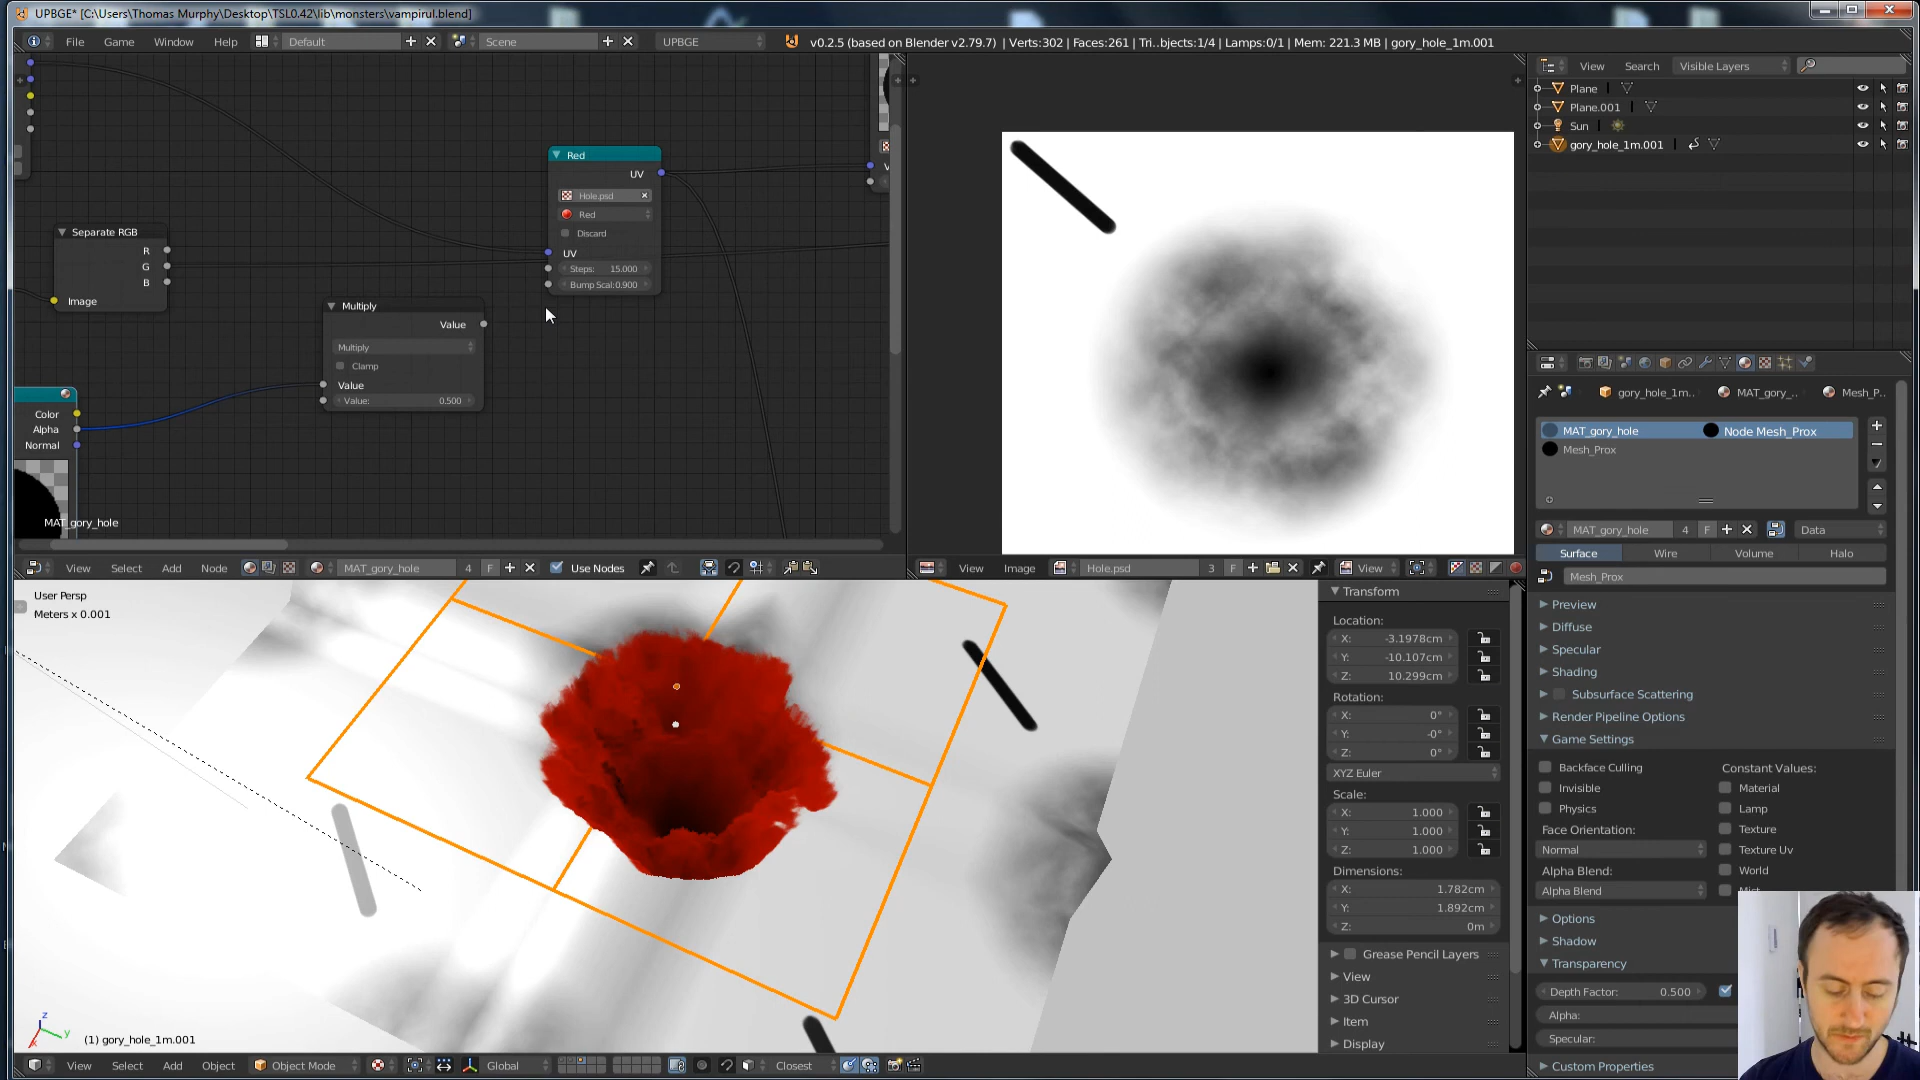 UPBGE* [C:\Users\Thomas Murphy\Desktop\TSL0.42\lib\monsters\vampirul.blend]
File Game Window Help Default Scene UPBGE v0.2.5 (based on Blender v2.79.7) | Verts:302 | Faces:261 | Tri..bjects:1/4 | Lamps:0/1 | Mem: 221.3 MB | gory_hole_1m.001
View Search Visible Layers
Plane
Plane.001
Sun
gory_hole_1m.001
Red
UV
Hole.psd
Red
Discard
UV
Steps: 15.000
Bump Scal:0.900
Separate RGB
R
G
B
Image
Multiply
Value
Multiply
Clamp
Value
Value: 0.500
Color
Alpha
Normal
MAT_gory_hole
View Select Add Node MAT_gory_hole 4 F Use Nodes
View Image Hole.psd 3 F View
gory_hole_1m.. MAT_gory_.. Mesh_P..
MAT_gory_hole Node Mesh_Prox
Mesh_Prox
MAT_gory_hole 4 F Data
Surface Wire Volume Halo
Mesh_Prox
Preview
Diffuse
Specular
Shading
Subsurface Scattering
Render Pipeline Options
Game Settings
Backface Culling Constant Values:
Invisible Material
Physics Lamp
Face Orientation: Texture
Normal Texture Uv
Alpha Blend: World
Alpha Blend Mist
Options
Shadow
Transparency
Depth Factor: 0.500
Alpha:
Specular:
Custom Properties
User Persp
Meters x 0.001
Transform
Location:
X: -3.1978cm
Y: -10.107cm
Z: 10.299cm
Rotation:
X: 0°
Y: -0°
Z: 0°
XYZ Euler
Scale:
X: 1.000
Y: 1.000
Z: 1.000
Dimensions:
X: 1.782cm
Y: 1.892cm
Z: 0m
Grease Pencil Layers
View
3D Cursor
Item
Display
z
y
(1) gory_hole_1m.001
View Select Add Object Object Mode Global Closest